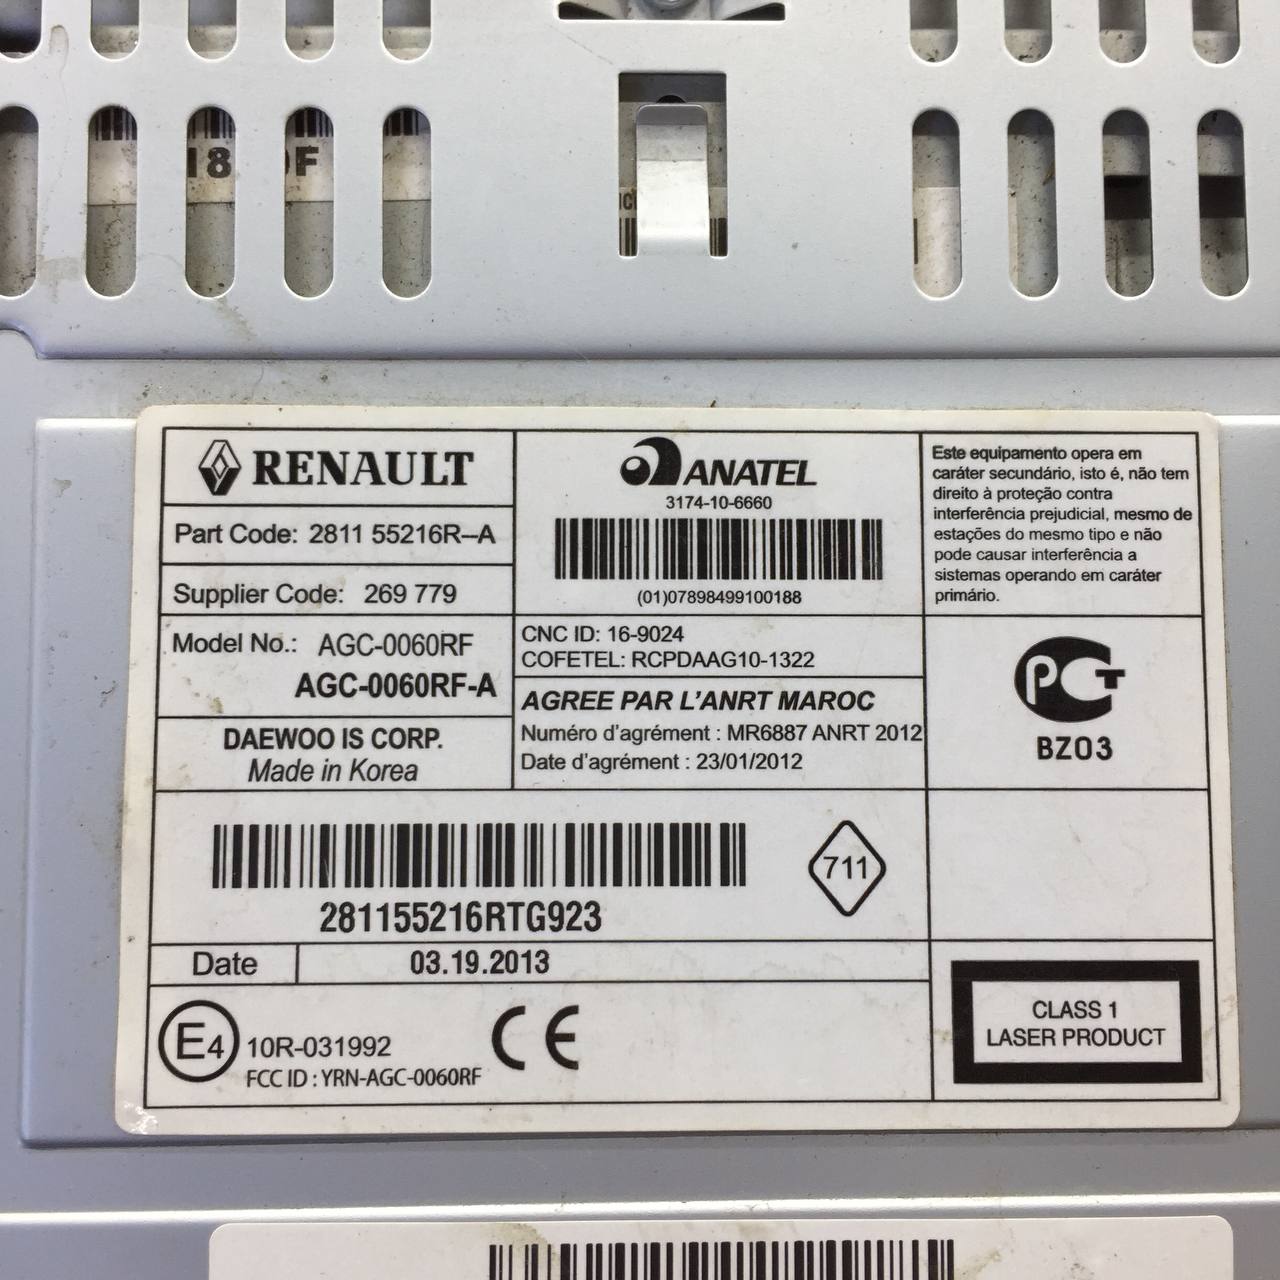 18 0F
RENAULT
Part Code: 2811 55216R--A
Supplier Code: 269 779
Model No.: AGC-0060RF
AGC-0060RF-A
DAEWOO IS CORP.
Made in Korea
ANATEL
3174-10-6660
(01)07898499100188
CNC ID: 16-9024
COFETEL: RCPDAAG10-1322
AGREE PAR L'ANRT MAROC
Numéro d'agrément : MR6887 ANRT 2012
Date d'agrément : 23/01/2012
Este equipamento opera em
caráter secundário, isto é, não tem
direito à proteção contra
interferência prejudicial, mesmo de
estações do mesmo tipo e não
pode causar interferência a
sistemas operando em caráter
primário.
PCT
BZ03
281155216RTG923
711
Date 03.19.2013
E4 10R-031992
FCC ID : YRN-AGC-0060RF
CE
CLASS 1
LASER PRODUCT